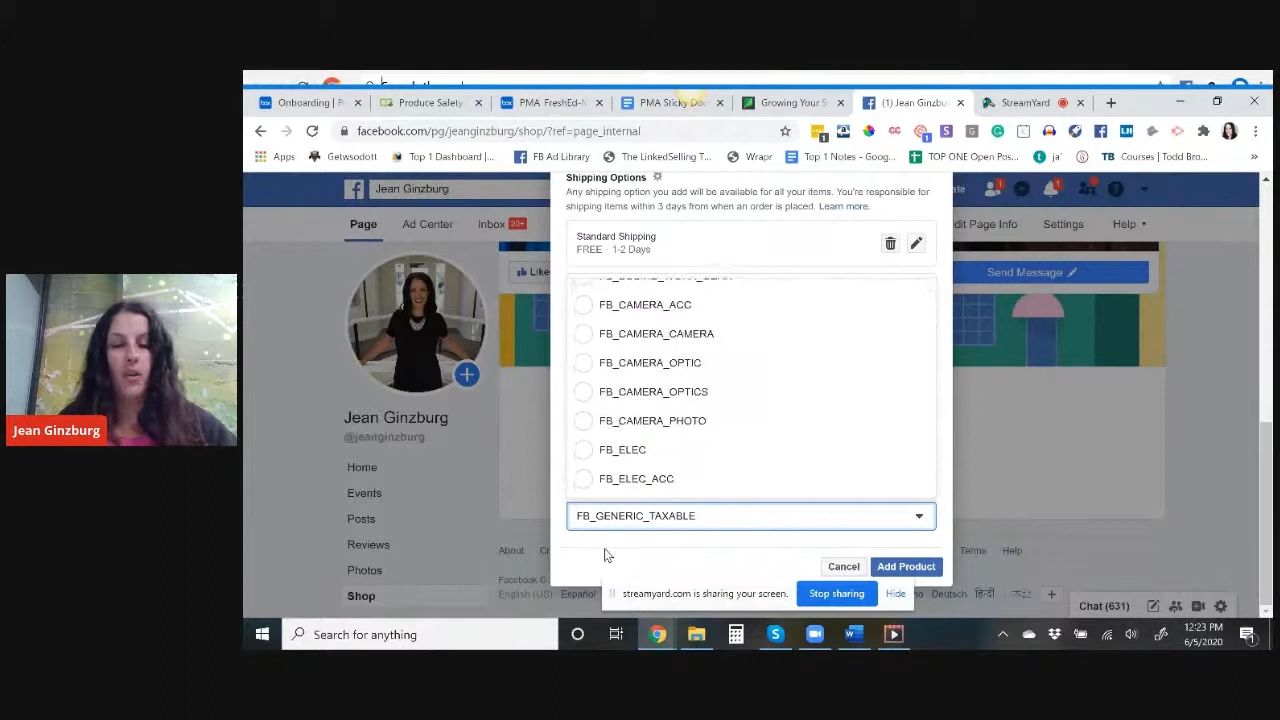 Onboarding | P
Produce Safety
PMA FreshEd-N
PMA Sticky Do
Growing Your S
(1) Jean Ginzbu
StreamYard
facebook.com/pg/jeanginzburg/shop/?ref=page_internal
Apps
Getwsodott
Top 1 Dashboard |...
FB Ad Library
The LinkedSelling T...
Wrapr
Top 1 Notes - Goog...
TOP ONE Open Pos...
ja'
Courses | Todd Bro...
Jean Ginzburg
Page
Ad Center
Inbox
20+
dit Page Info
Settings
Help
Like
Send Message
Shipping Options
Any shipping option you add will be available for all your items. You're responsible for
shipping items within 3 days from when an order is placed. Learn more.
Standard Shipping
FREE · 1-2 Days
FB_CAMERA_ACC
FB_CAMERA_CAMERA
FB_CAMERA_OPTIC
FB_CAMERA_OPTICS
FB_CAMERA_PHOTO
FB_ELEC
FB_ELEC_ACC
FB_GENERIC_TAXABLE
Cancel
Add Product
Jean Ginzburg
@jeanginzburg
Home
Events
Posts
Reviews
Photos
Shop
About
Terms
Help
Facebook ©
English (US)
Español
Deutsch
हिन्दी
streamyard.com is sharing your screen.
Stop sharing
Hide
Chat (631)
Search for anything
12:23 PM
6/5/2020
Jean Ginzburg